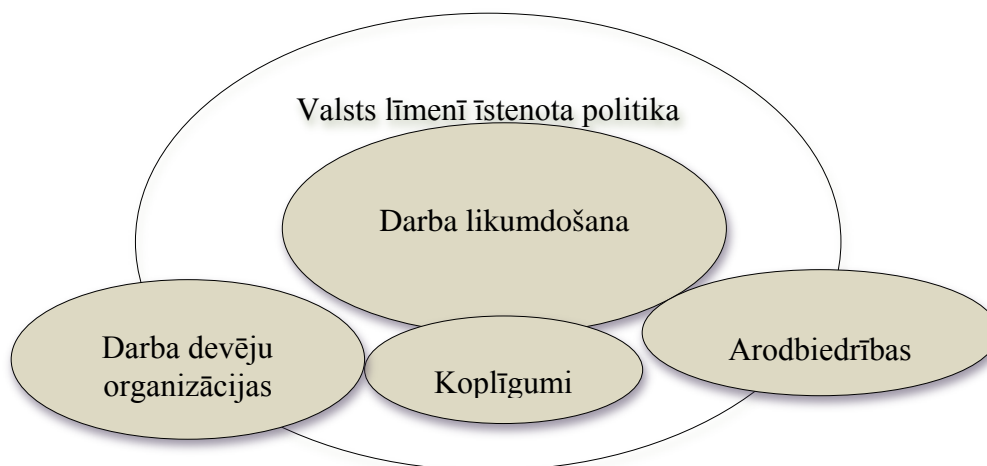 Valsts līmenī īstenota politika
Darba likumdošana
Darba devēju
organizācijas
Koplīgumi
Arodbiedrības